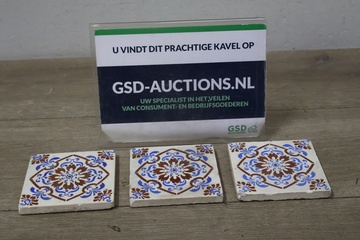 U VINDT DIT PRACHTIGE KAVEL OP
GSD-AUCTIONS.NL
UW SPECIALIST IN HET VEILEN
VAN CONSUMENT- EN BEDRIJFSGOEDEREN
GSD